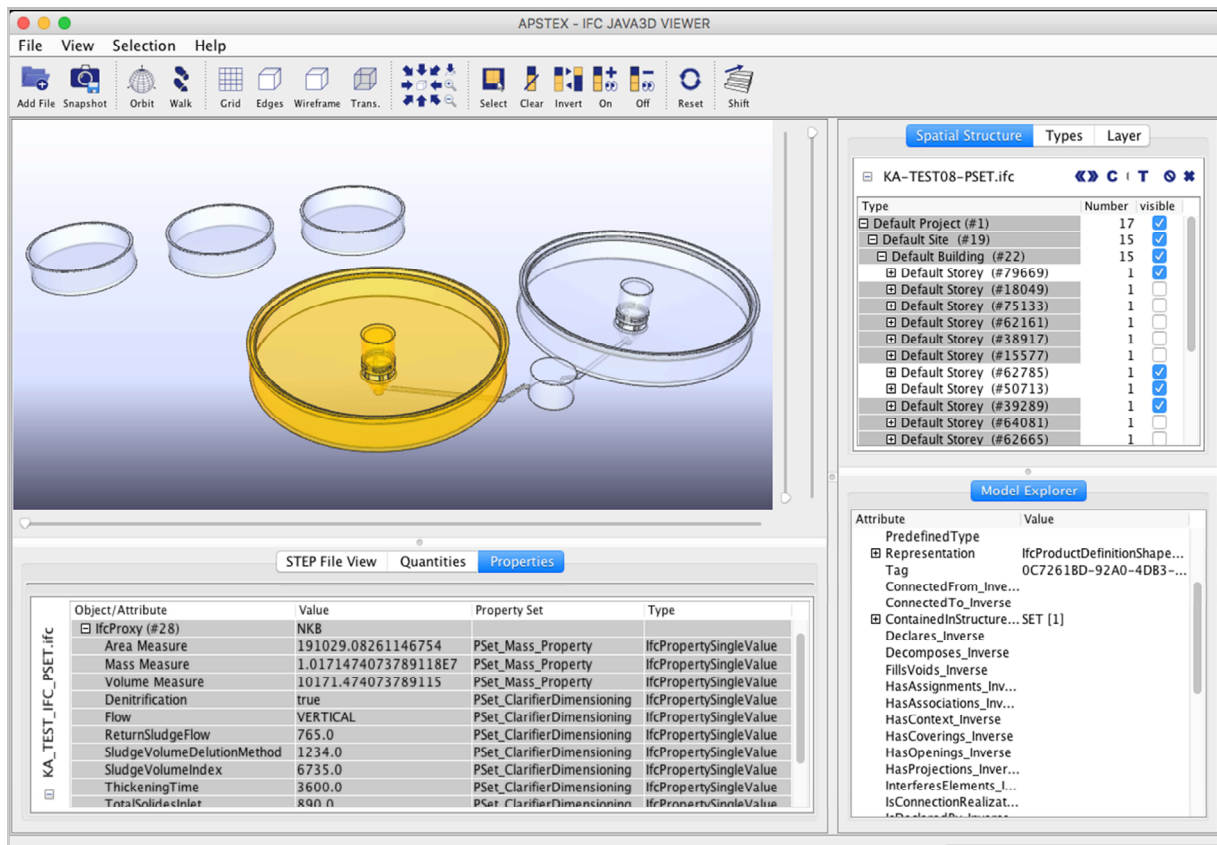 APSTEX - IFC JAVA3D VIEWER
File View Selection Help
Add File Snapshot Orbit Walk Grid Edges Wireframe Trans. Select Clear Invert On Off Reset Shift
Spatial Structure Types Layer
KA-TEST08-PSET.ifc C T
Type Number visible
Default Project (#1) 17
Default Site (#19) 15
Default Building (#22) 15
Default Storey (#79669) 1
Default Storey (#18049) 1
Default Storey (#75133) 1
Default Storey (#62161) 1
Default Storey (#38917) 1
Default Storey (#15577) 1
Default Storey (#62785) 1
Default Storey (#50713) 1
Default Storey (#39289) 1
Default Storey (#64081) 1
Default Storey (#62665) 1
Model Explorer
Attribute Value
PredefinedType
Representation IfcProductDefinitionShape...
Tag 0C7261BD-92A0-4DB3-...
ConnectedFrom_Inve...
ConnectedTo_Inverse
ContainedInStructure... SET [1]
Declares_Inverse
Decomposes_Inverse
FillsVoids_Inverse
HasAssignments_Inv...
HasAssociations_Inv...
HasContext_Inverse
HasCoverings_Inverse
HasOpenings_Inverse
HasProjections_Inver...
InterferesElements_I...
IsConnectionRealizat...
IsDeclaredBy_Inverse
STEP File View Quantities Properties
KA_TEST_IFC_PSET.ifc
Object/Attribute Value Property Set Type
IfcProxy (#28) NKB
Area Measure 191029.08261146754 PSet_Mass_Property IfcPropertySingleValue
Mass Measure 1.0171474073789118E7 PSet_Mass_Property IfcPropertySingleValue
Volume Measure 10171.474073789115 PSet_Mass_Property IfcPropertySingleValue
Denitrification true PSet_ClarifierDimensioning IfcPropertySingleValue
Flow VERTICAL PSet_ClarifierDimensioning IfcPropertySingleValue
ReturnSludgeFlow 765.0 PSet_ClarifierDimensioning IfcPropertySingleValue
SludgeVolumeDelutionMethod 1234.0 PSet_ClarifierDimensioning IfcPropertySingleValue
SludgeVolumeIndex 6735.0 PSet_ClarifierDimensioning IfcPropertySingleValue
ThickeningTime 3600.0 PSet_ClarifierDimensioning IfcPropertySingleValue
TotalSolidesInlet 890.0 PSet_ClarifierDimensioning IfcPropertySingleValue